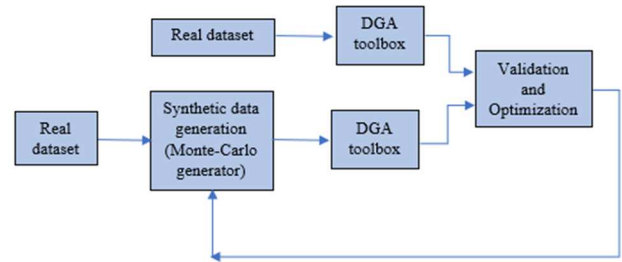 Real dataset
DGA
toolbox
Validation
and
Optimization
Real
dataset
Synthetic data
generation
(Monte-Carlo
generator)
DGA
toolbox